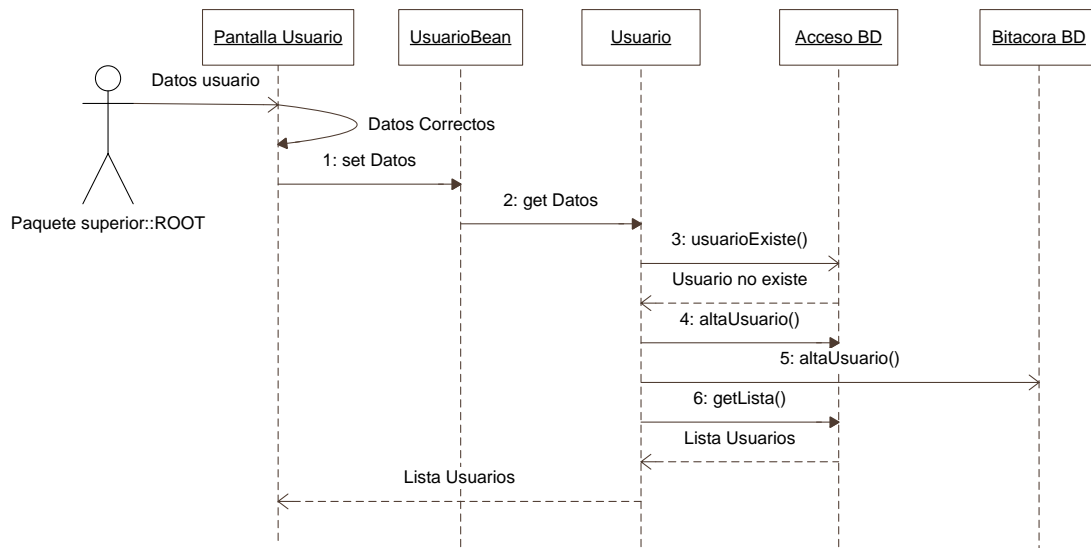 Pantalla Usuario
UsuarioBean
Usuario
Acceso BD
Bitacora BD
Datos usuario
Datos Correctos
1: set Datos
2: get Datos
Paquete superior::ROOT
3: usuarioExiste()
Usuario no existe
4: altaUsuario()
5: altaUsuario()
6: getLista()
Lista Usuarios
Lista Usuarios